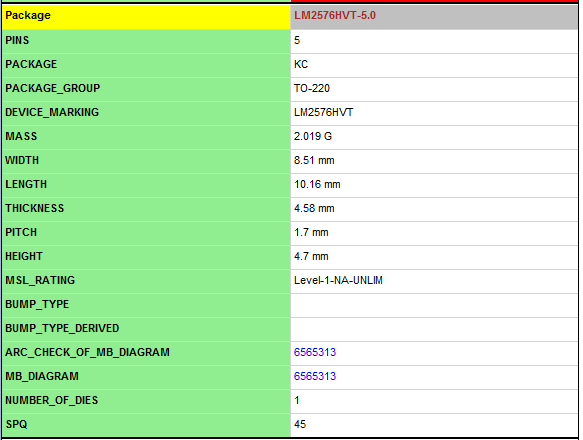 Package LM2576HVT-5.0
PINS 5
PACKAGE KC
PACKAGE_GROUP TO-220
DEVICE_MARKING LM2576HVT
MASS 2.019 G
WIDTH 8.51 mm
LENGTH 10.16 mm
THICKNESS 4.58 mm
PITCH 1.7 mm
HEIGHT 4.7 mm
MSL_RATING Level-1-NA-UNLIM
BUMP_TYPE
BUMP_TYPE_DERIVED
ARC_CHECK_OF_MB_DIAGRAM 6565313
MB_DIAGRAM 6565313
NUMBER_OF_DIES 1
SPQ 45